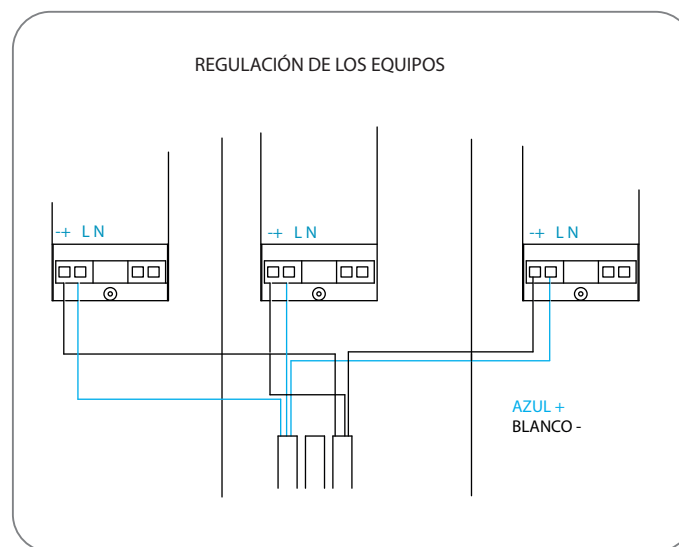 REGULACIÓN DE LOS EQUIPOS
-+ L N
-+ L N
-+ L N
AZUL +
BLANCO -